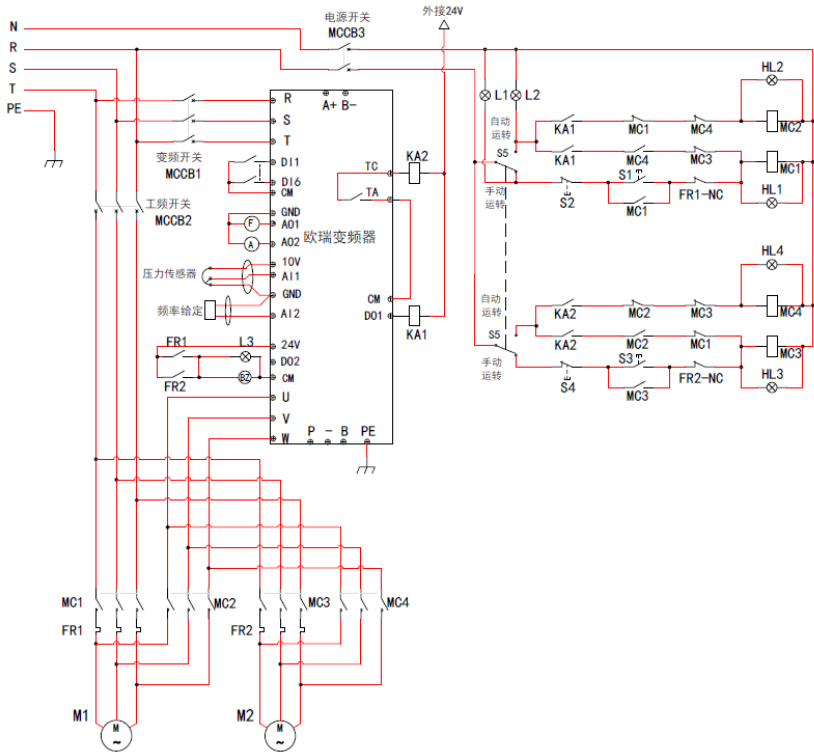 外接24V
电源开关
MCCB3
N
R
S
T
PE
A+ B-
R
S
T
变频开关
MCCB1
DI1
DI6
CM
工频开关
MCCB2
GND
AO1
AO2
F
A
欧瑞变频器
10V
AI1
GND
AI2
压力传感器
频率给定
TC
TA
KA2
CM
DO1
KA1
FR1
L3
24V
DO2
FR2
BZ
CM
U
V
W
P - B PE
L1
L2
HL2
自动
运转
KA1
MC1
MC4
MC2
S5
KA1
MC4
MC3
MC1
手动
运转
S2
S1
MC1
FR1-NC
HL1
HL4
自动
运转
KA2
MC2
MC3
MC4
S5
KA2
MC2
MC1
MC3
手动
运转
S4
S3
MC3
FR2-NC
HL3
MC1
MC2
MC3
MC4
FR1
FR2
M1
M
~
M2
M
~